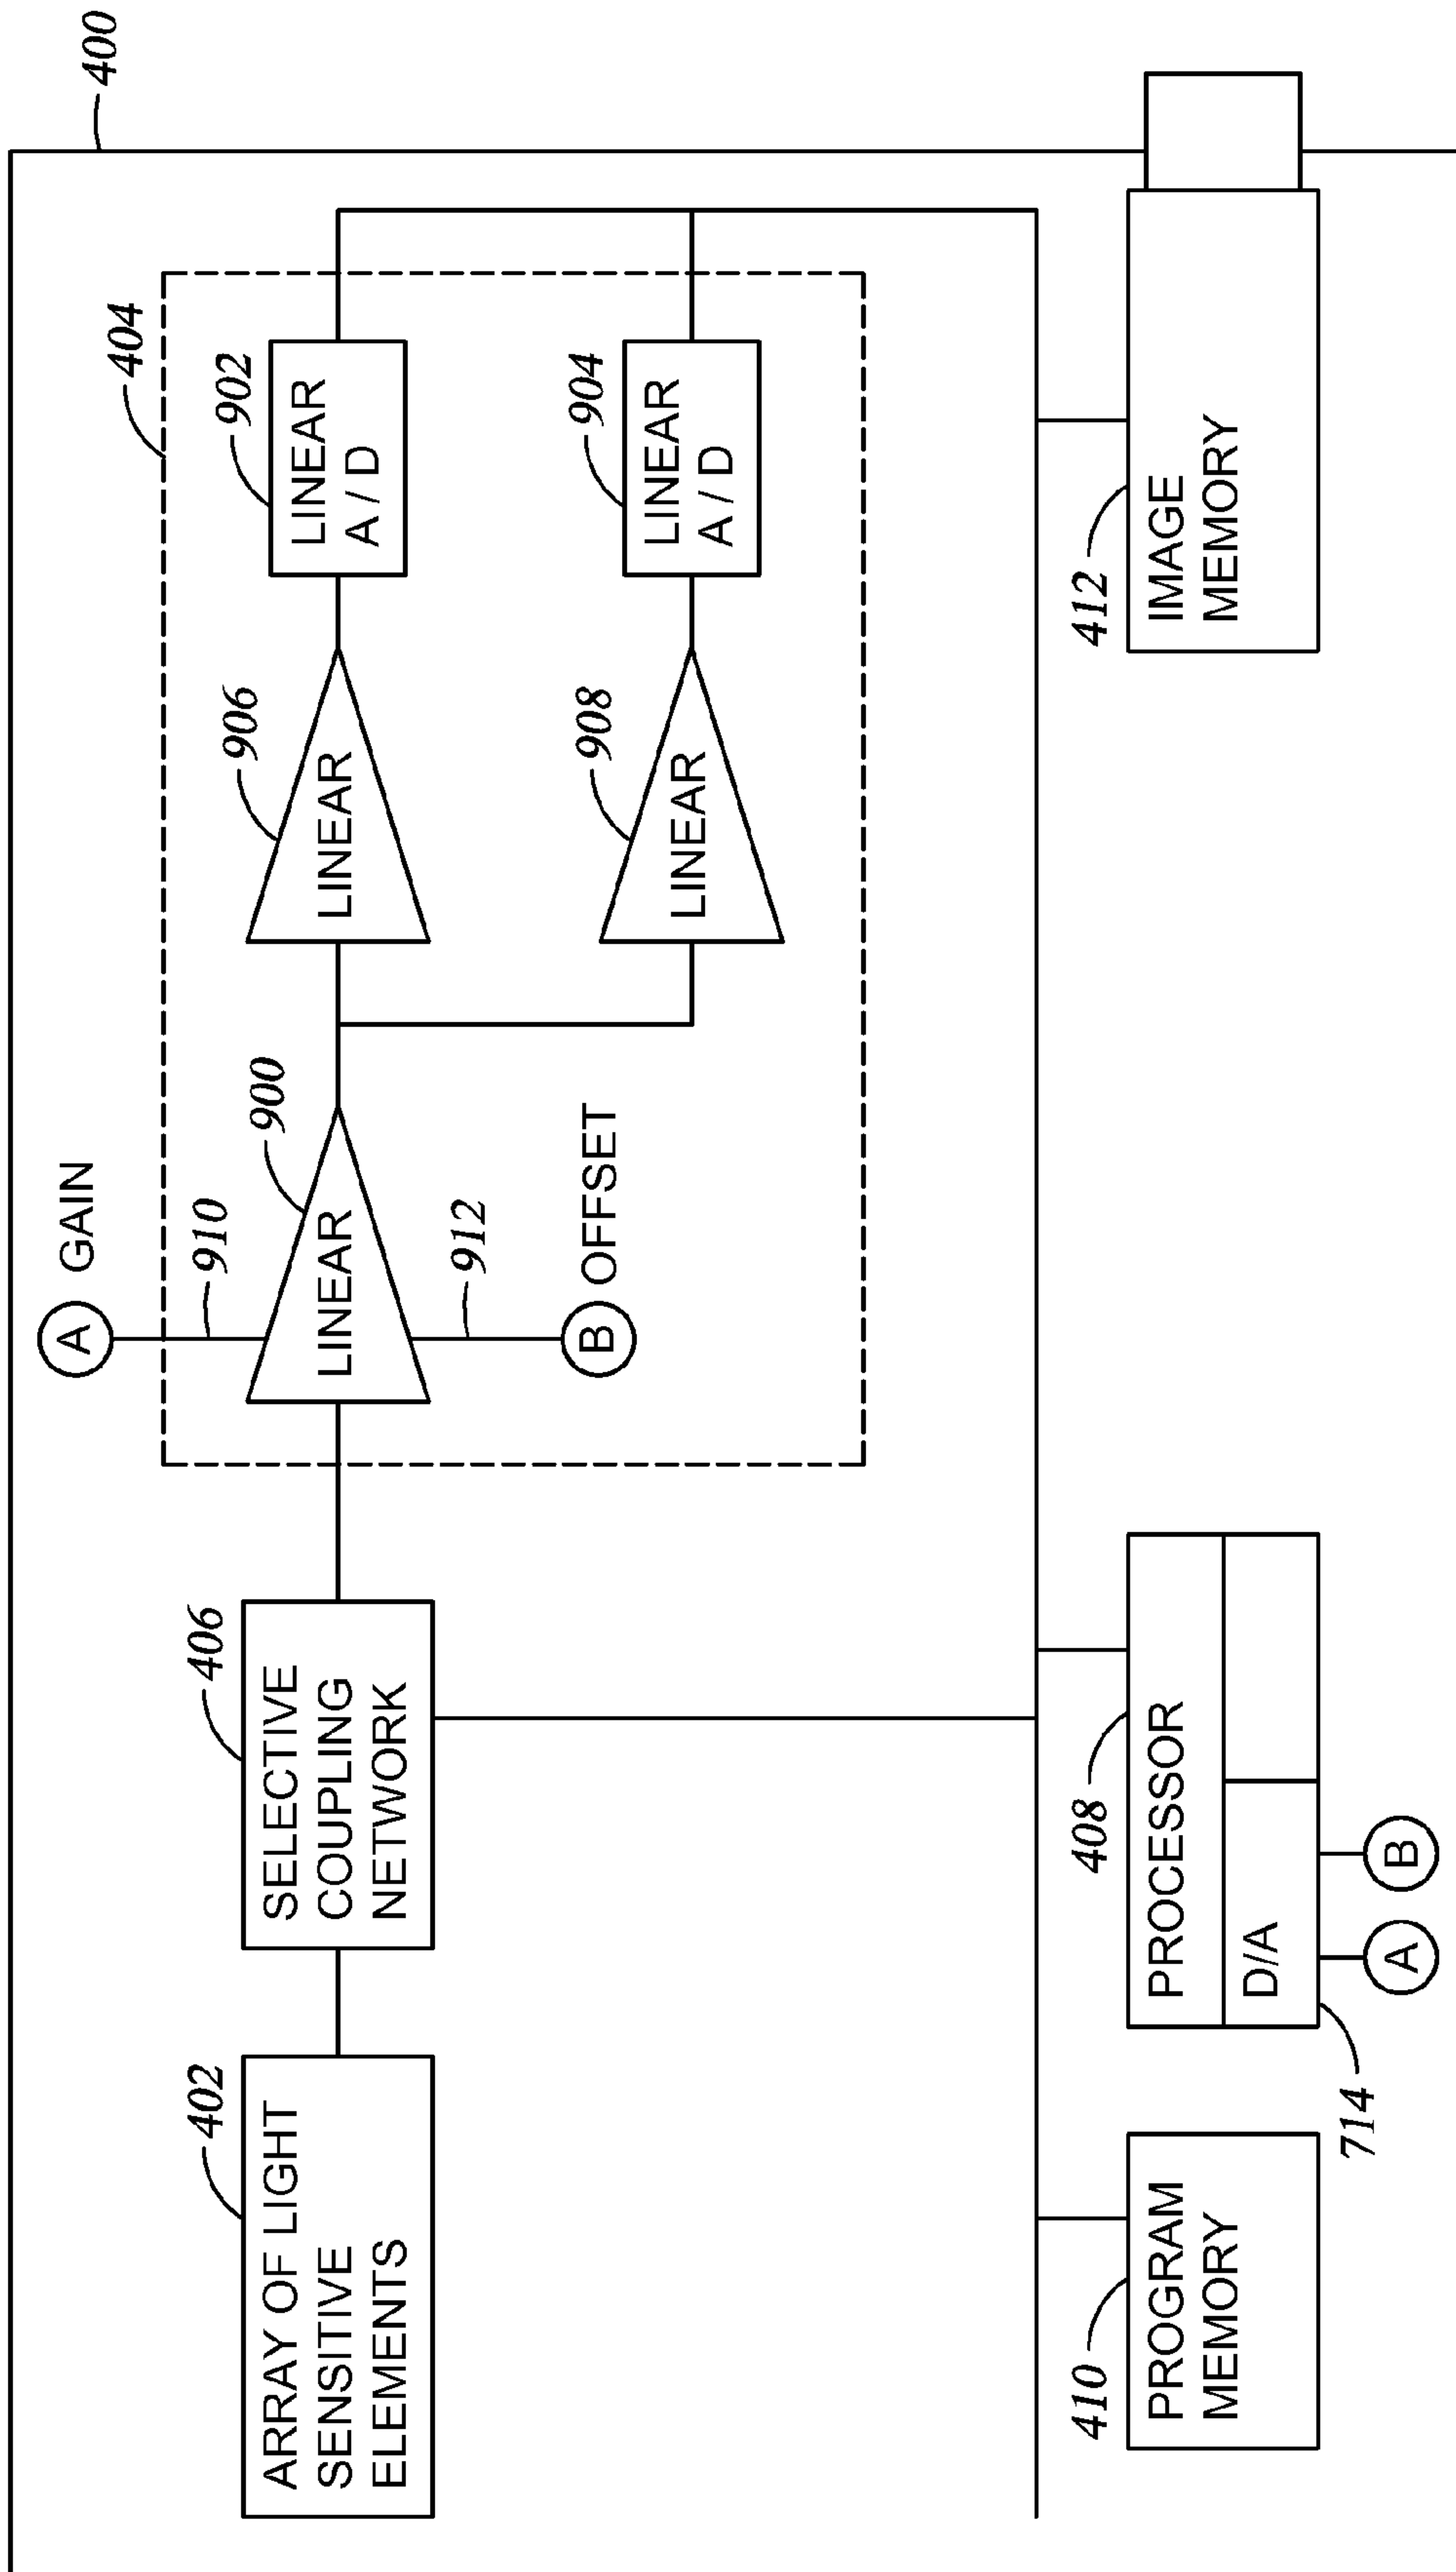 400
A GAIN
404
910
900
906
902
LINEAR
LINEAR
LINEAR
A / D
912
B OFFSET
908
904
LINEAR
LINEAR
A / D
402
ARRAY OF LIGHT
SENSITIVE
ELEMENTS
406
SELECTIVE
COUPLING
NETWORK
410
PROGRAM
MEMORY
408
PROCESSOR
D/A
714
A
B
412
IMAGE
MEMORY